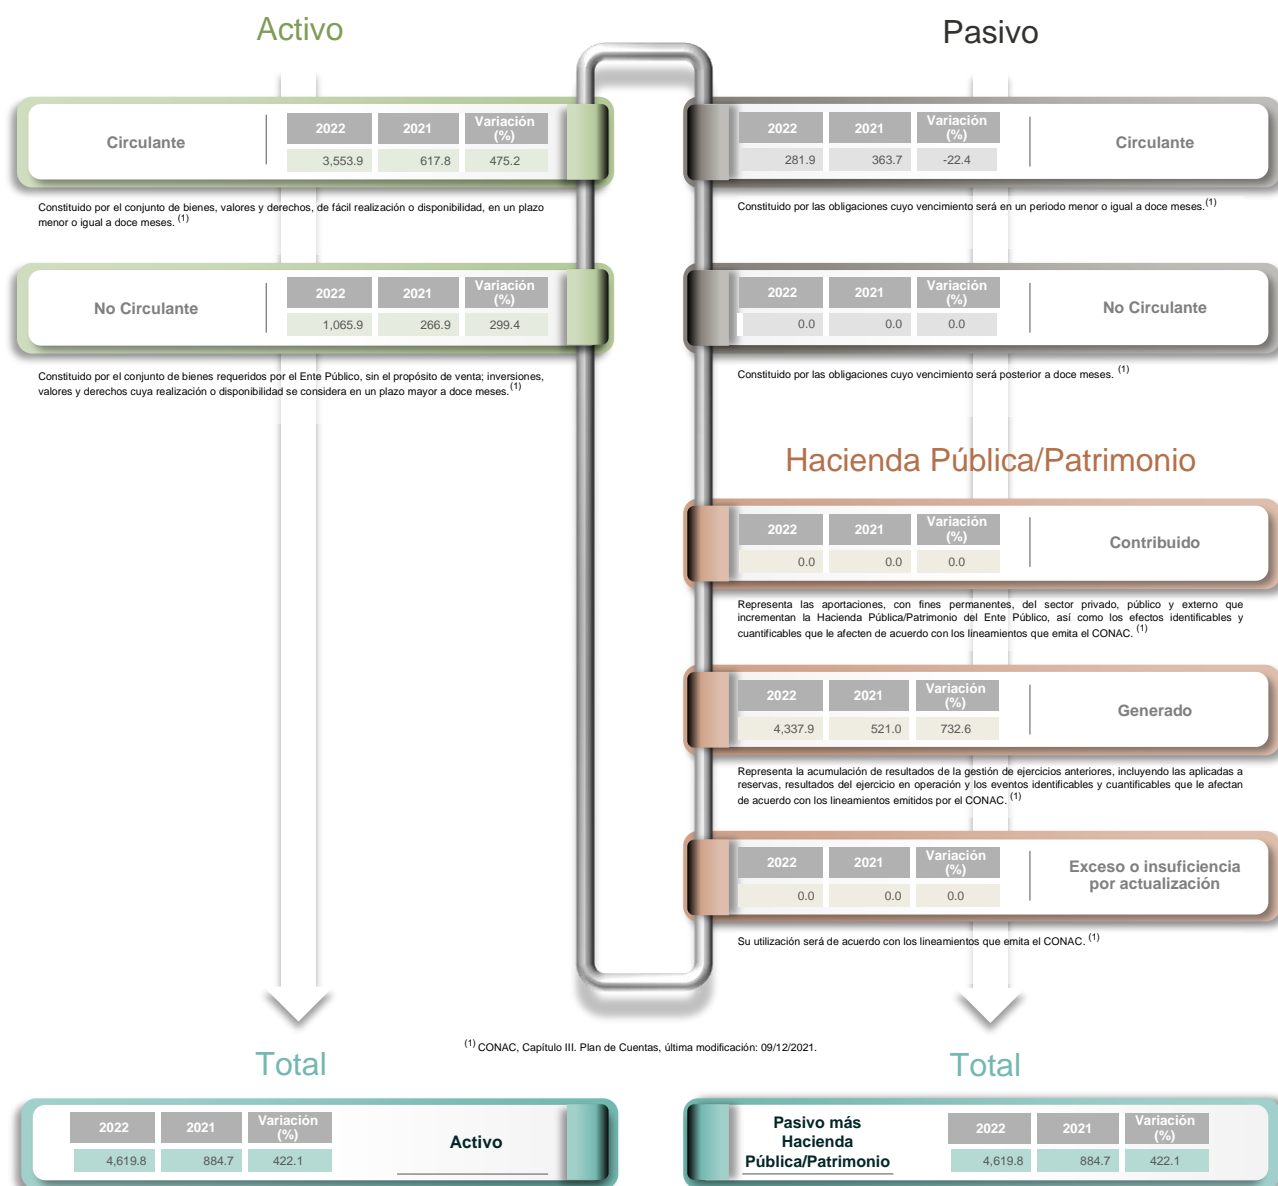 Activo
Circulante
2022 2021 Variación (%)
3,553.9 617.8 475.2
Constituido por el conjunto de bienes, valores y derechos, de fácil realización o disponibilidad, en un plazo
menor o igual a doce meses. (1)
No Circulante
2022 2021 Variación (%)
1,065.9 266.9 299.4
Constituido por el conjunto de bienes requeridos por el Ente Público, sin el propósito de venta; inversiones,
valores y derechos cuya realización o disponibilidad se considera en un plazo mayor a doce meses. (1)
Pasivo
2022 2021 Variación (%)
281.9 363.7 -22.4
Circulante
Constituido por las obligaciones cuyo vencimiento será en un periodo menor o igual a doce meses. (1)
2022 2021 Variación (%)
0.0 0.0 0.0
No Circulante
Constituido por las obligaciones cuyo vencimiento será posterior a doce meses. (1)
Hacienda Pública/Patrimonio
2022 2021 Variación (%)
0.0 0.0 0.0
Contribuido
Representa las aportaciones, con fines permanentes, del sector privado, público y externo que
incrementan la Hacienda Pública/Patrimonio del Ente Público, así como los efectos identificables y
cuantificables que le afecten de acuerdo con los lineamientos que emita el CONAC. (1)
2022 2021 Variación (%)
4,337.9 521.0 732.6
Generado
Representa la acumulación de resultados de la gestión de ejercicios anteriores, incluyendo las aplicadas a
reservas, resultados del ejercicio en operación y los eventos identificables y cuantificables que le afectan
de acuerdo con los lineamientos emitidos por el CONAC. (1)
2022 2021 Variación (%)
0.0 0.0 0.0
Exceso o insuficiencia
por actualización
Su utilización será de acuerdo con los lineamientos que emita el CONAC. (1)
(1) CONAC, Capítulo III. Plan de Cuentas, última modificación: 09/12/2021.
Total
2022 2021 Variación (%)
4,619.8 884.7 422.1
Activo
Total
Pasivo más
Hacienda
Pública/Patrimonio
2022 2021 Variación (%)
4,619.8 884.7 422.1